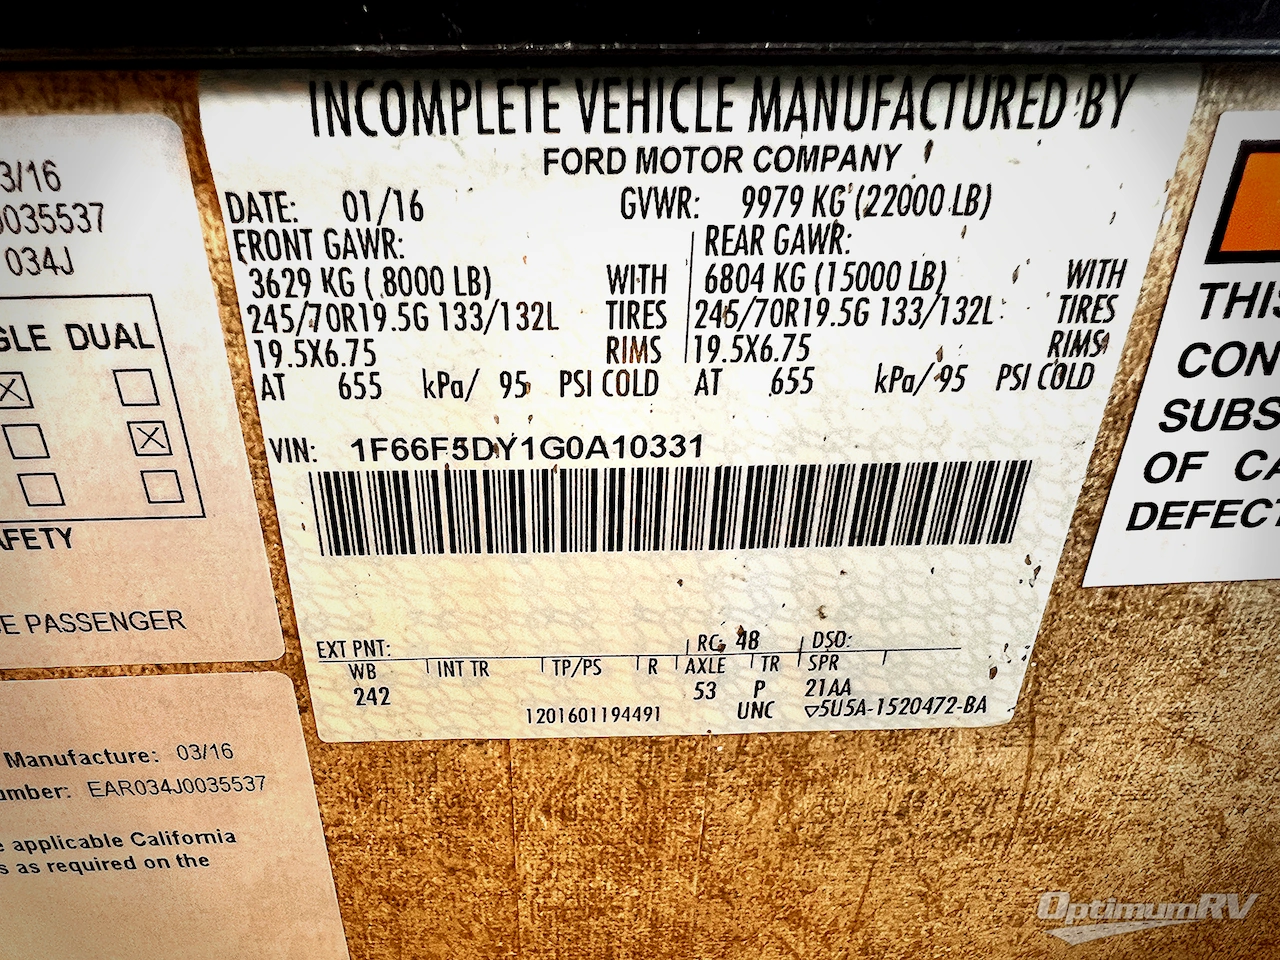 INCOMPLETE VEHICLE MANUFACTURED BY
FORD MOTOR COMPANY
DATE: 01/16 GVWR: 9979 KG (22000 LB)
FRONT GAWR: REAR GAWR:
3629 KG ( 8000 LB) WITH 6804 KG (15000 LB) WITH
245/70R19.5G 133/132L TIRES 245/70R19.5G 133/132L TIRES
19.5X6.75 RIMS 19.5X6.75 RIMS
AT 655 kPa/ 95 PSI COLD AT 655 kPa/ 95 PSI COLD
VIN: 1F66F5DY1G0A10331
EXT PNT: RC: 48 DSO:
WB INT TR TP/PS R AXLE TR SPR
242 53 P 21AA
1201601194491 UNC ▽5U5A-1520472-BA
3/16
0035537
034J
GLE DUAL
AFETY
E PASSENGER
Manufacture: 03/16
umber: EAR034J0035537
e applicable California
s as required on the
THIS
CON
SUBS
OF CA
DEFECT
OptimumRV